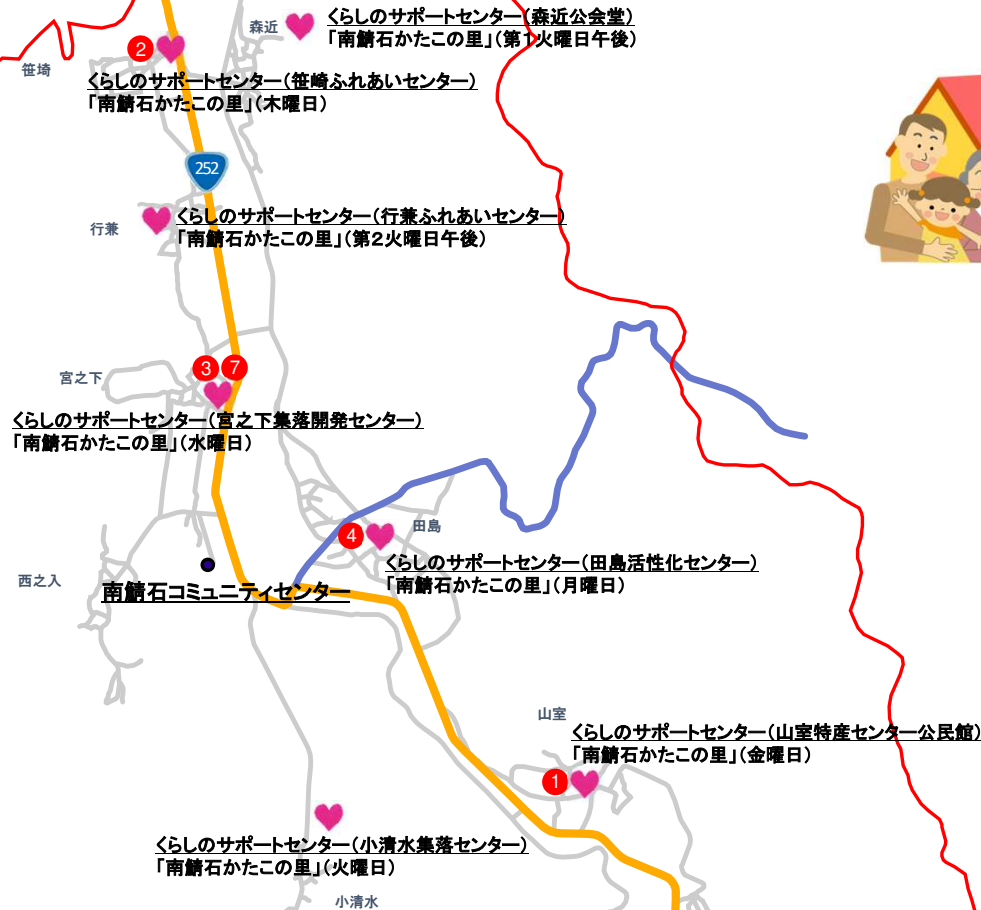 森近
くらしのサポートセンター（森近公会堂）
「南鯖石かたこの里」（第1火曜日午後）
2
笹埼
くらしのサポートセンター（笹崎ふれあいセンター）
「南鯖石かたこの里」（木曜日）
252
行兼
くらしのサポートセンター（行兼ふれあいセンター）
「南鯖石かたこの里」（第2火曜日午後）
3 7
宮之下
くらしのサポートセンター（宮之下集落開発センター）
「南鯖石かたこの里」（水曜日）
4
田島
くらしのサポートセンター（田島活性化センター）
「南鯖石かたこの里」（月曜日）
西之入
南鯖石コミュニティセンター
山室
くらしのサポートセンター（山室特産センター公民館）
「南鯖石かたこの里」（金曜日）
1
くらしのサポートセンター（小清水集落センター）
「南鯖石かたこの里」（火曜日）
小清水